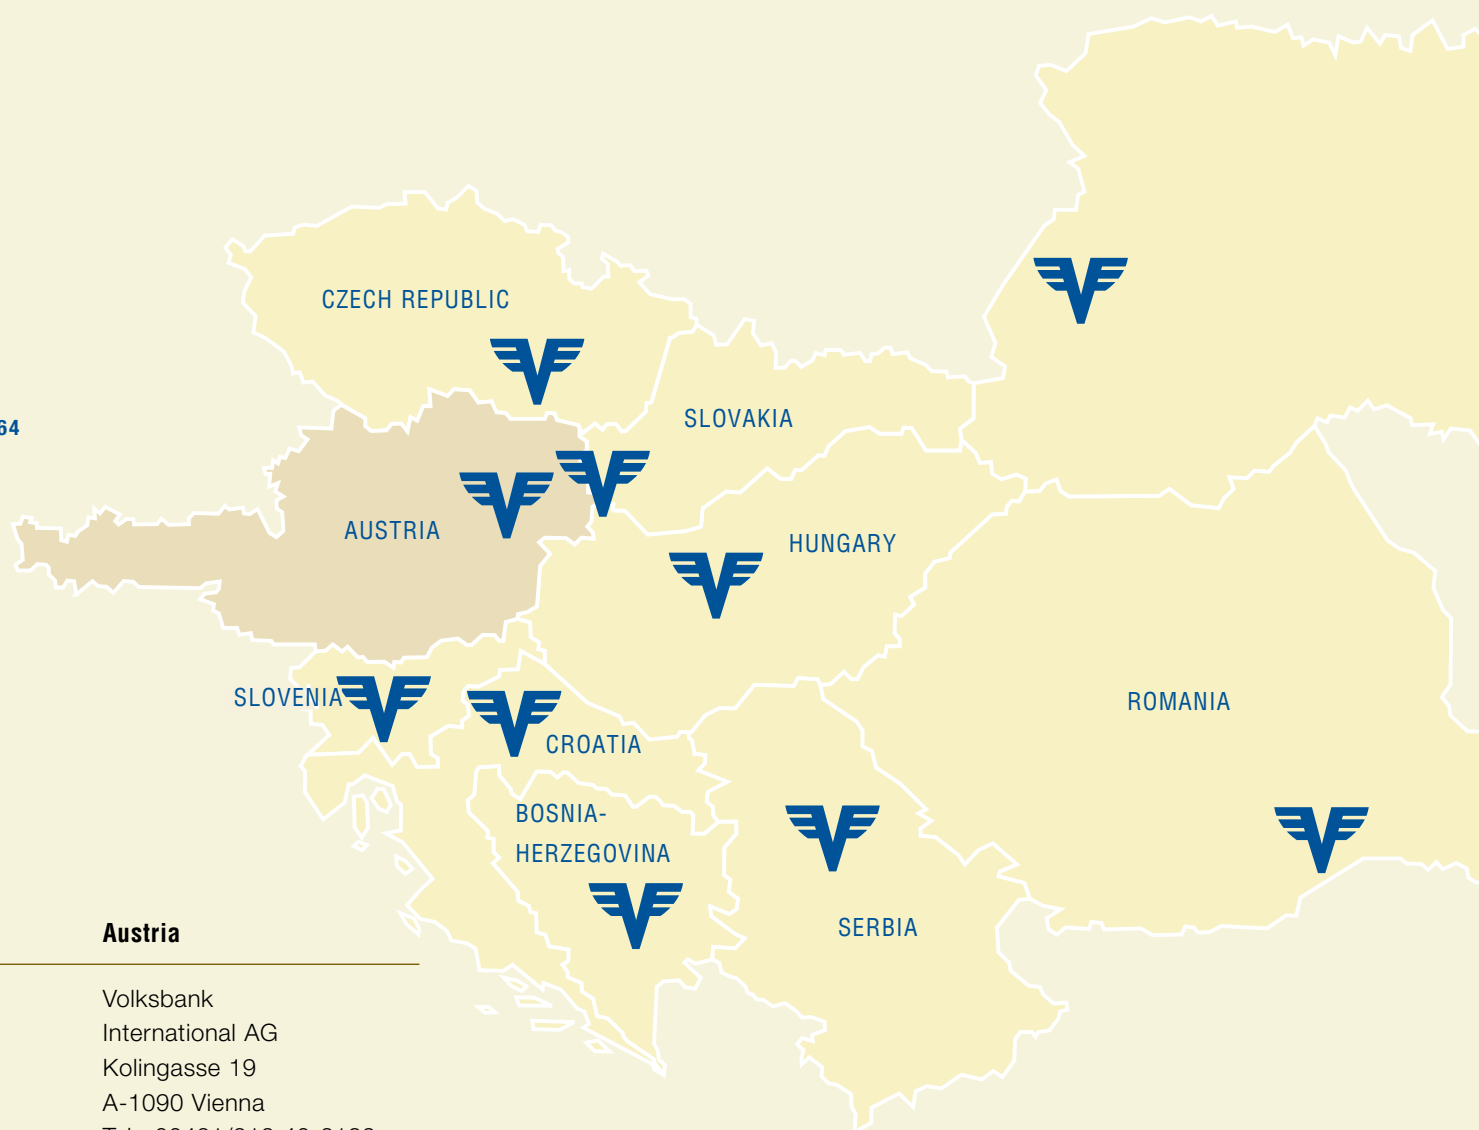 CZECH REPUBLIC
SLOVAKIA
64
AUSTRIA
HUNGARY
SLOVENIA
ROMANIA
CROATIA
BOSNIA-
HERZEGOVINA
SERBIA
Austria
Volksbank
International AG
Kolingasse 19
A-1090 Vienna